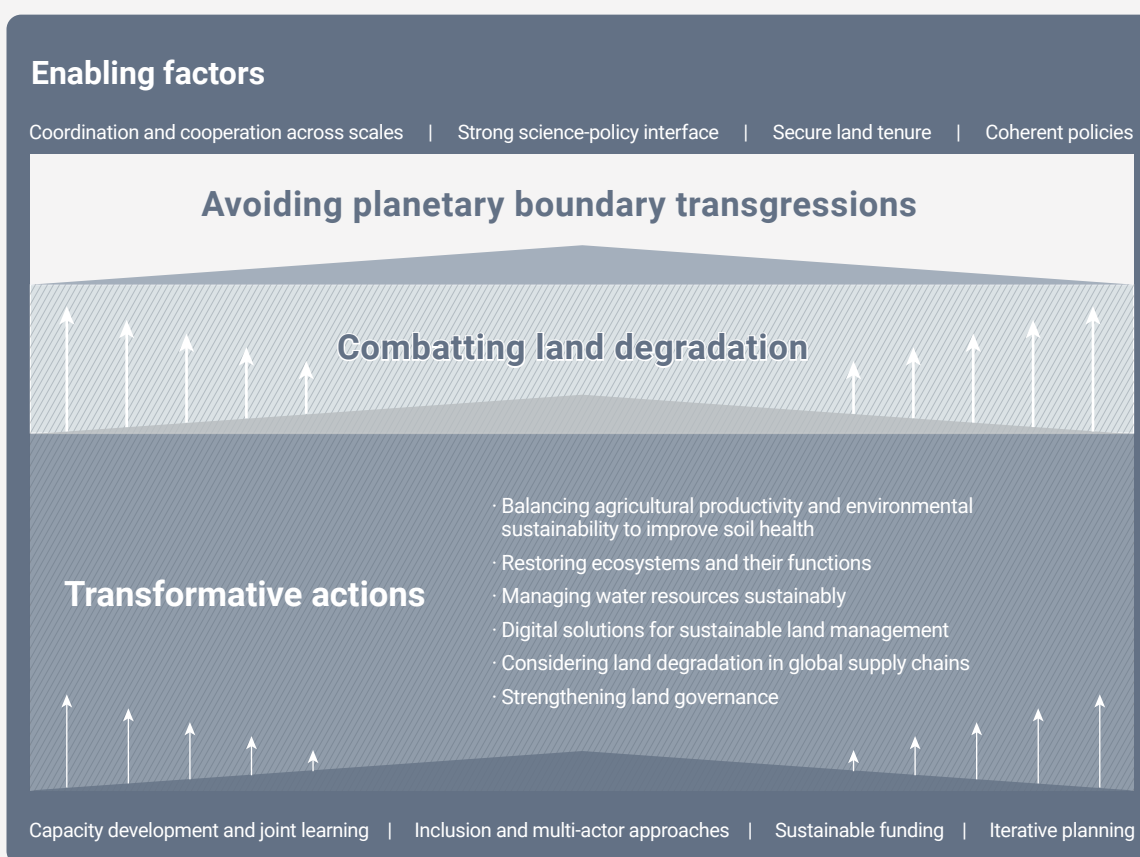 Enabling factors
Coordination and cooperation across scales | Strong science-policy interface | Secure land tenure | Coherent policies
Avoiding planetary boundary transgressions
Combatting land degradation
Transformative actions
· Balancing agricultural productivity and environmental
sustainability to improve soil health
· Restoring ecosystems and their functions
· Managing water resources sustainably
· Digital solutions for sustainable land management
· Considering land degradation in global supply chains
· Strengthening land governance
Capacity development and joint learning | Inclusion and multi-actor approaches | Sustainable funding | Iterative planning